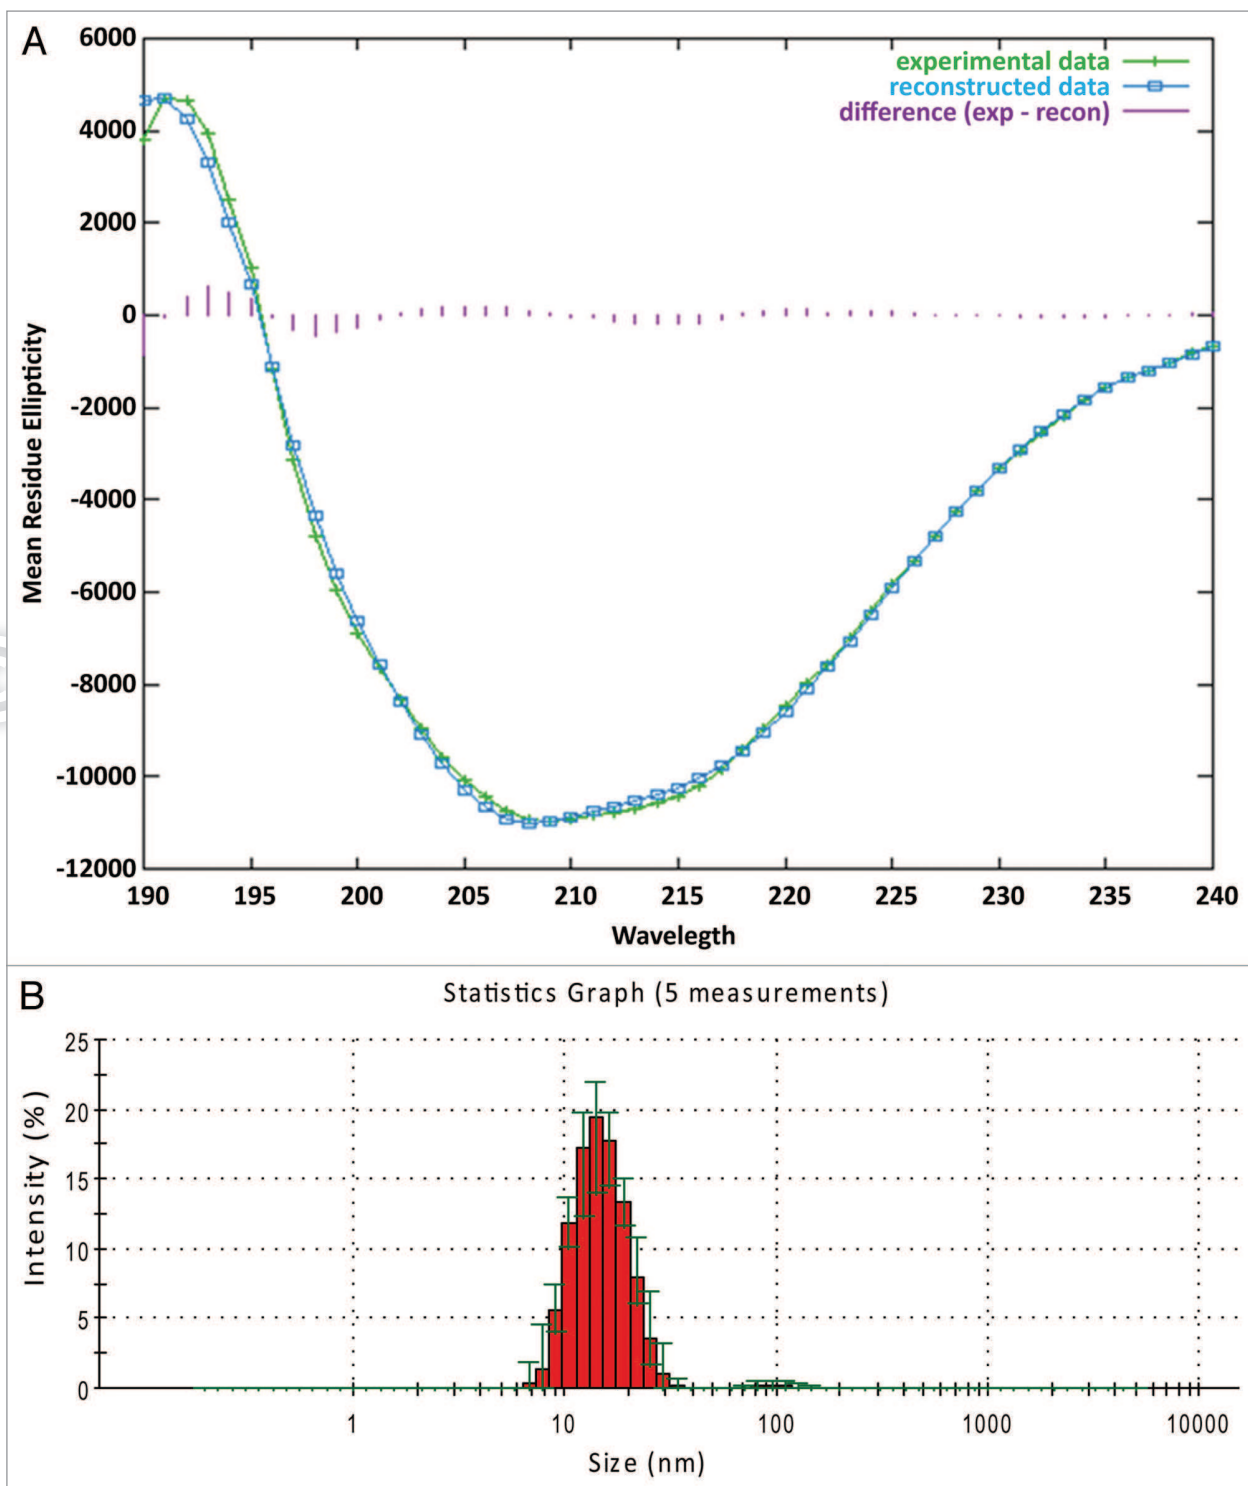 A
6000
4000
2000
0
-2000
-4000
-6000
-8000
-10000
-12000
Mean Residue Ellipticity
experimental data
reconstructed data
difference (exp - recon)
190 195 200 205 210 215 220 225 230 235 240
Wavelegth
B
Statistics Graph (5 measurements)
25
20
15
10
5
0
Intensity (%)
1 10 100 1000 10000
Size (nm)